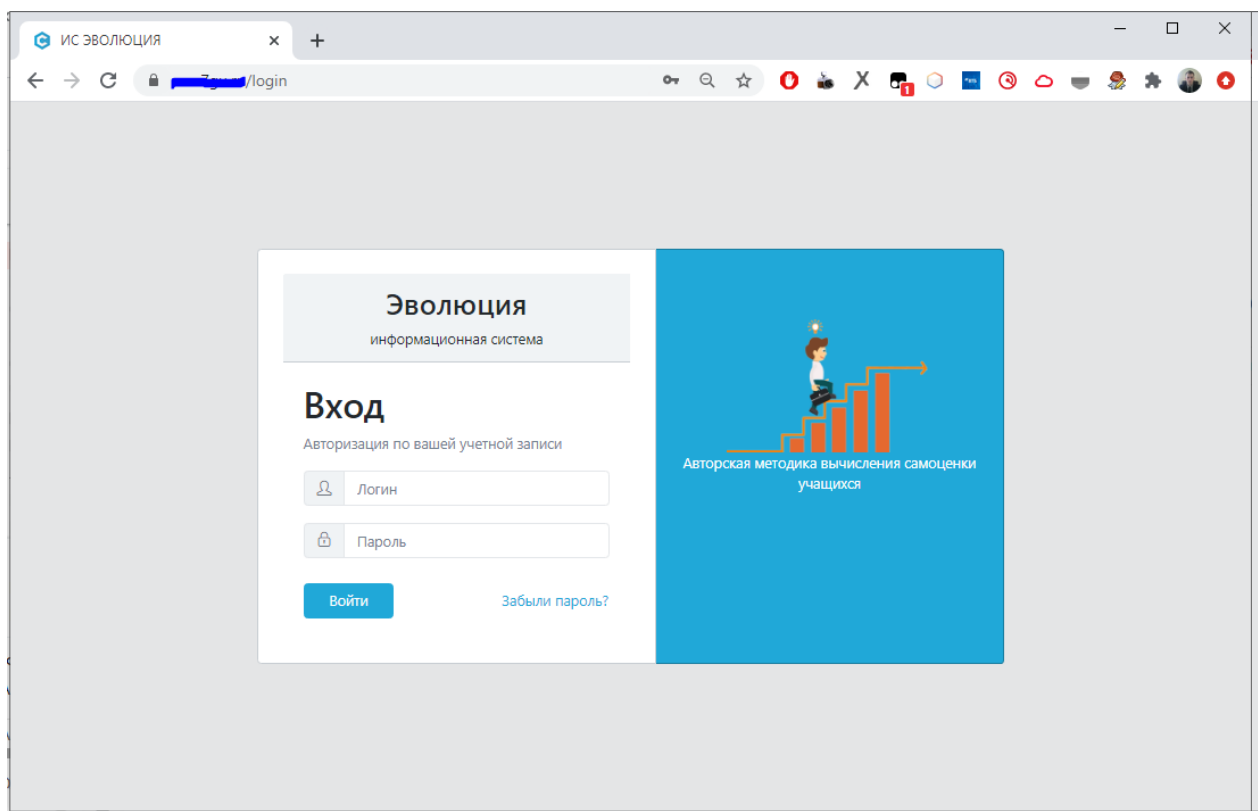 ИС ЭВОЛЮЦИЯ
/login
1
Эволюция
информационная система
Вход
Авторизация по вашей учетной записи
Логин
Пароль
Войти
Забыли пароль?
Авторская методика вычисления самоценки
учащихся